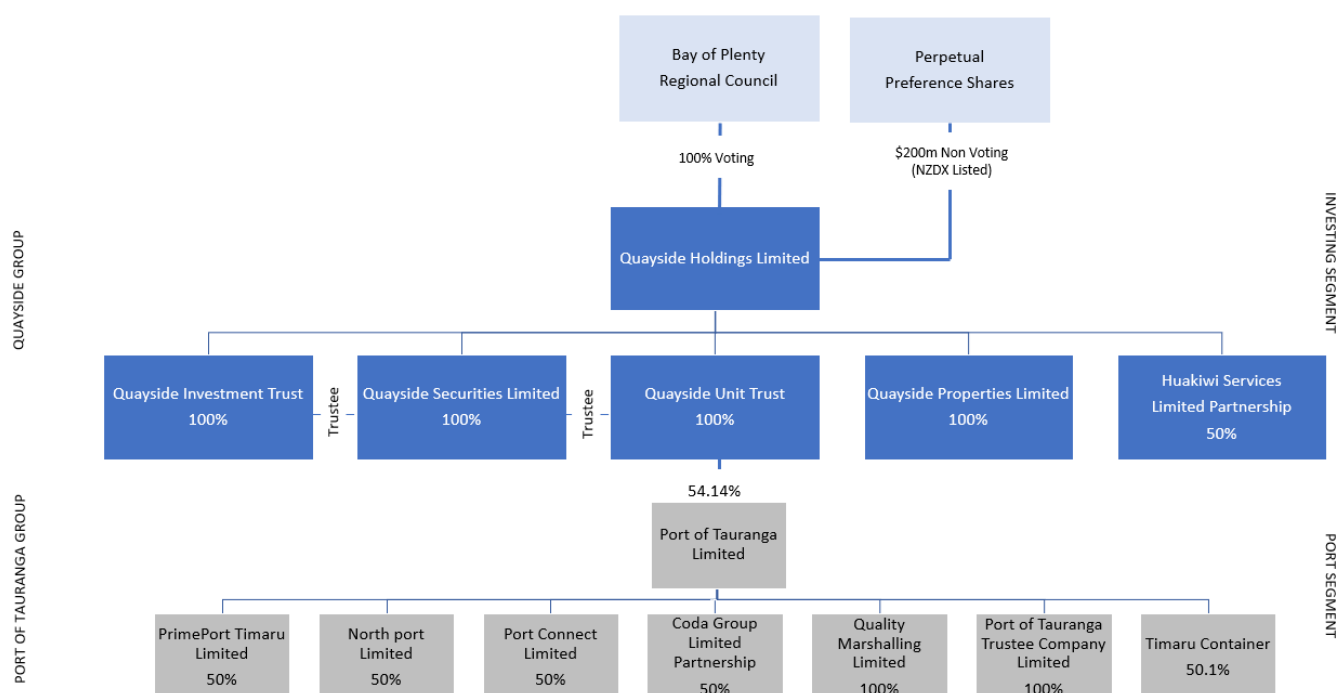 Bay of Plenty
Regional Council
Perpetual
Preference Shares
100% Voting
$200m Non Voting
(NZDX Listed)
QUAYSIDE GROUP
INVESTING SEGMENT
Quayside Holdings Limited
Quayside Investment Trust
100%
Trustee
Quayside Securities Limited
100%
Trustee
Quayside Unit Trust
100%
Quayside Properties Limited
100%
Huakiwi Services
Limited Partnership
50%
54.14%
PORT OF TAURANGA GROUP
PORT SEGMENT
Port of Tauranga
Limited
PrimePort Timaru
Limited
50%
North port
Limited
50%
Port Connect
Limited
50%
Coda Group
Limited
Partnership
50%
Quality
Marshalling
Limited
100%
Port of Tauranga
Trustee Company
Limited
100%
Timaru Container
50.1%